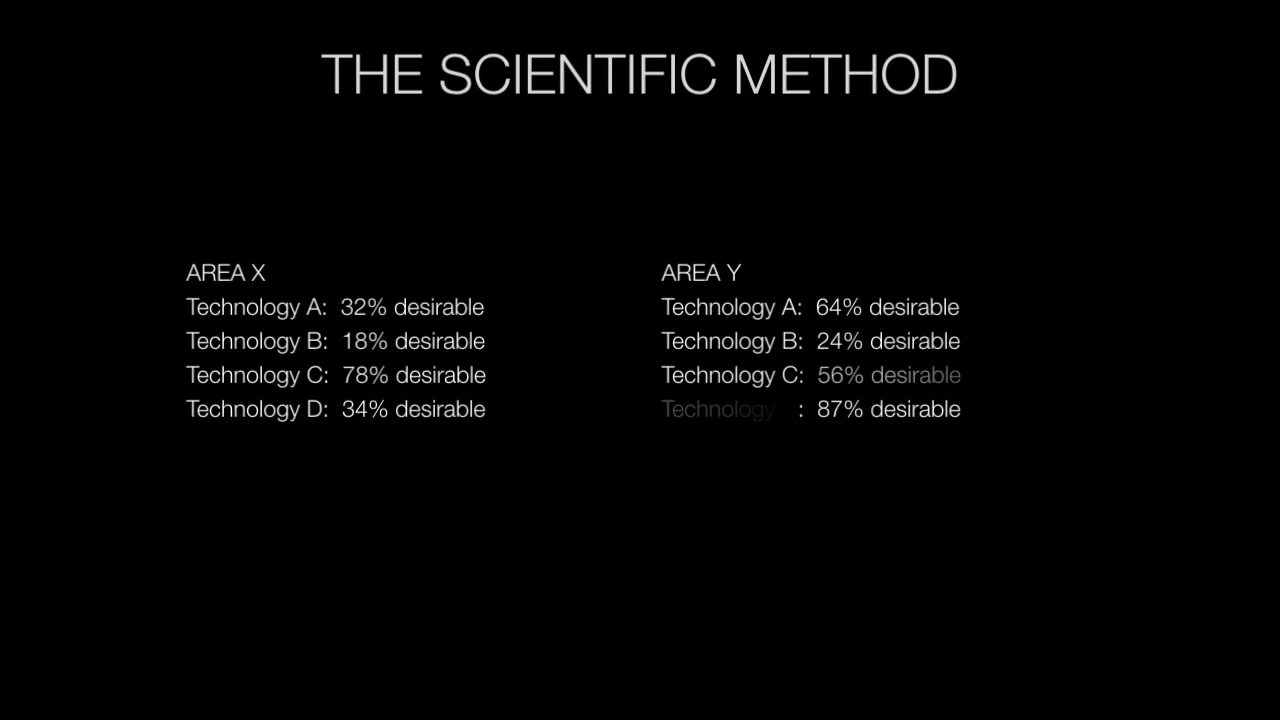 THE SCIENTIFIC METHOD
AREA X
Technology A: 32% desirable
Technology B: 18% desirable
Technology C: 78% desirable
Technology D: 34% desirable
AREA Y
Technology A: 64% desirable
Technology B: 24% desirable
Technology C: 56% desirable
Technology : 87% desirable